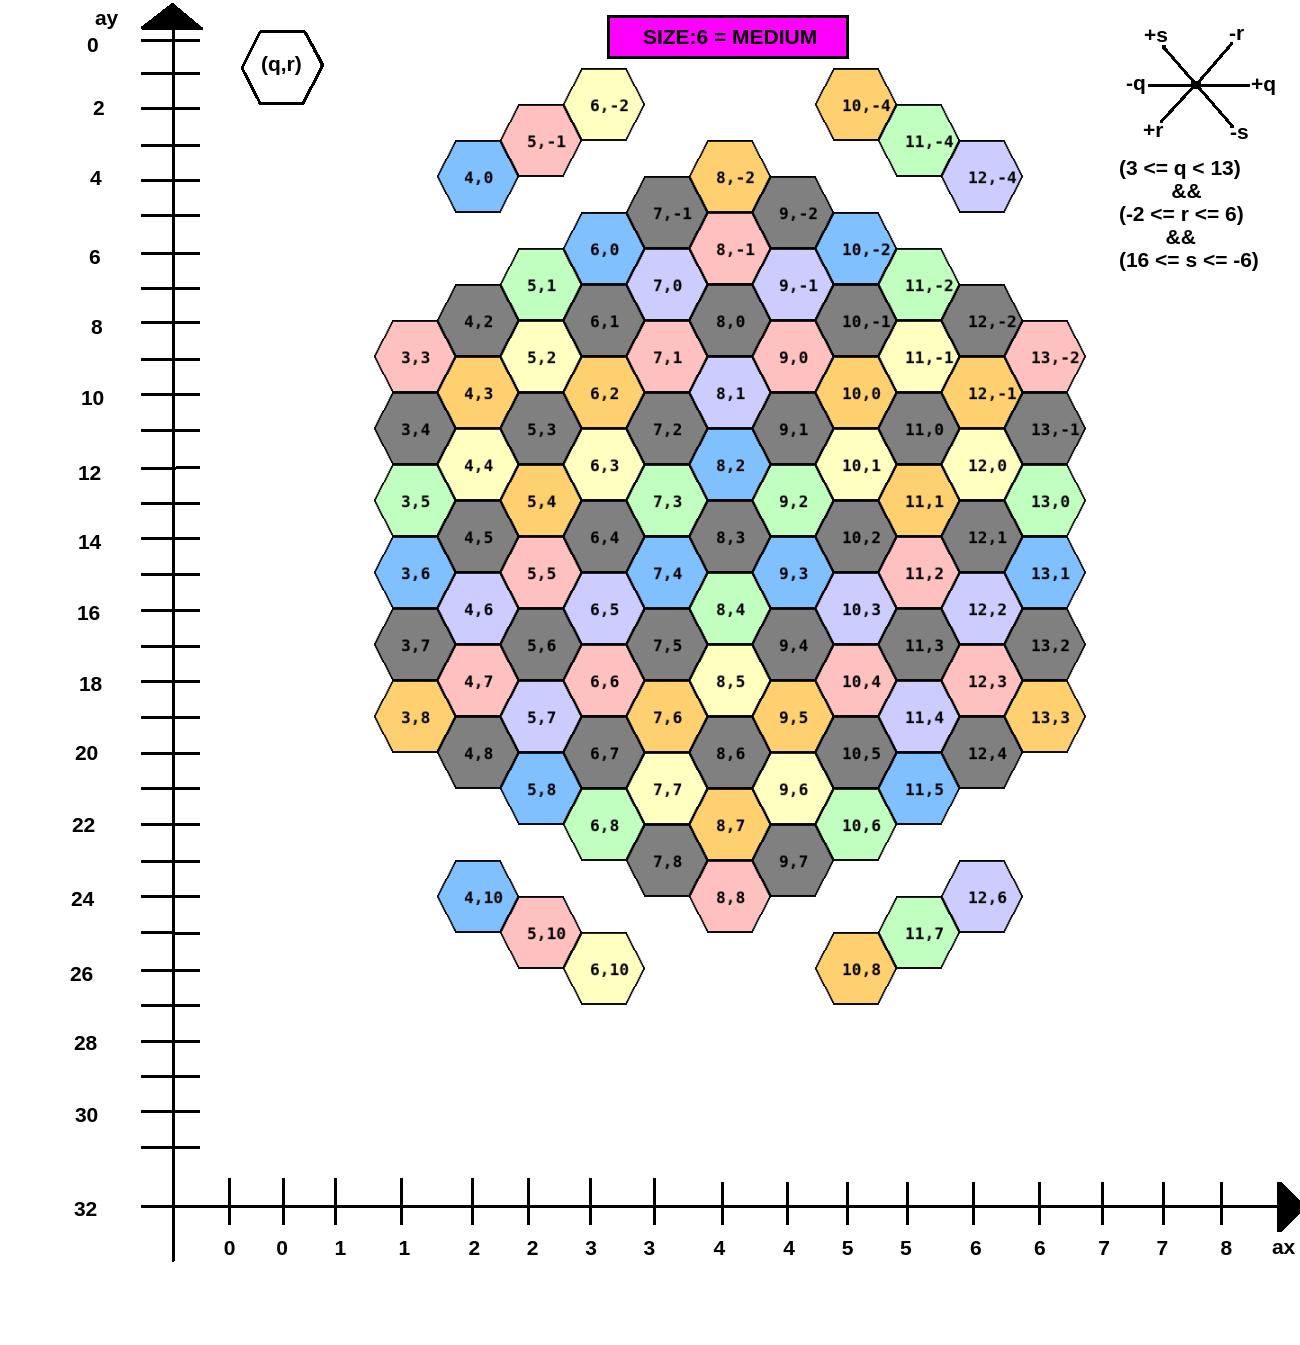 ay
0
2
4
6
8
10
12
14
16
18
20
22
24
26
28
30
32
(q,r)
SIZE:6 = MEDIUM
+s -r
-q +q
+r -s
(3 <= q < 13)
&&
(-2 <= r <= 6)
&&
(16 <= s <= -6)
6,-2 10,-4
5,-1 11,-4
4,0 8,-2 12,-4
7,-1 9,-2
6,0 8,-1 10,-2
5,1 7,0 9,-1 11,-2
4,2 6,1 8,0 10,-1 12,-2
3,3 5,2 7,1 9,0 11,-1 13,-2
4,3 6,2 8,1 10,0 12,-1
3,4 5,3 7,2 9,1 11,0 13,-1
4,4 6,3 8,2 10,1 12,0
3,5 5,4 7,3 9,2 11,1 13,0
4,5 6,4 8,3 10,2 12,1
3,6 5,5 7,4 9,3 11,2 13,1
4,6 6,5 8,4 10,3 12,2
3,7 5,6 7,5 9,4 11,3 13,2
4,7 6,6 8,5 10,4 12,3
3,8 5,7 7,6 9,5 11,4 13,3
4,8 6,7 8,6 10,5 12,4
5,8 7,7 9,6 11,5
6,8 8,7 10,6
7,8 9,7
4,10 8,8 12,6
5,10 11,7
6,10 10,8
0 0 1 1 2 2 3 3 4 4 5 5 6 6 7 7 8 ax